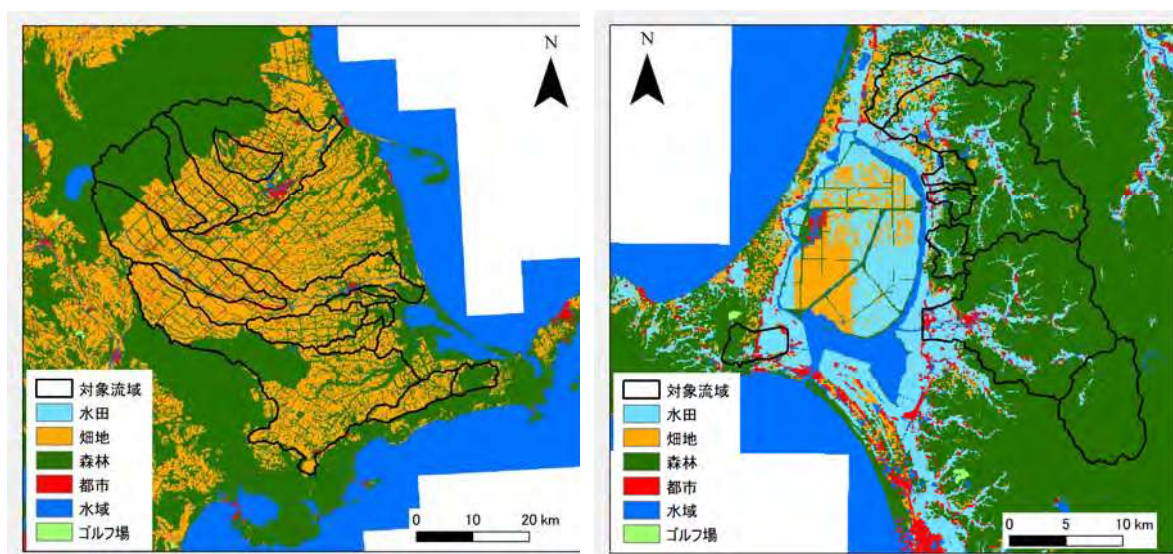 N
対象流域
水田
畑地
森林
都市
水域
ゴルフ場
0 10 20 km
N
対象流域
水田
畑地
森林
都市
水域
ゴルフ場
0 5 10 km